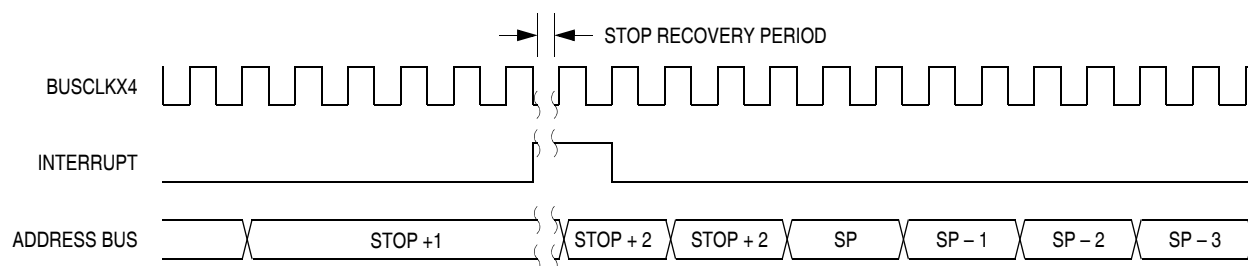 STOP RECOVERY PERIOD
BUSCLKX4
INTERRUPT
ADDRESS BUS STOP +1 STOP + 2 STOP + 2 SP SP – 1 SP – 2 SP – 3